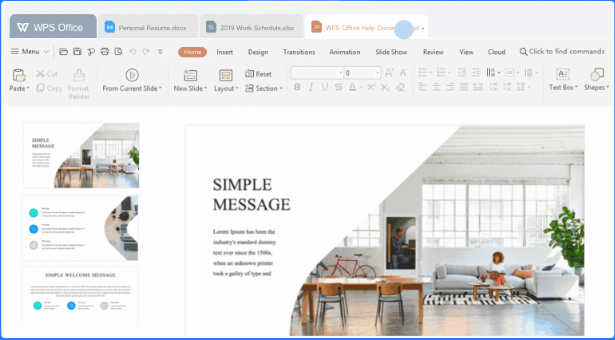 WPS Office
Personal Resume.docs
2019 Work Schedule.xlsx
WPS Office Help Docu
Menu
Home
Insert
Design
Transitions
Animation
Slide Show
Review
View
Cloud
Click to find commands
Paste
Cut
Copy
Format
Painter
From Current Slide
New Slide
Layout
Reset
Section
0
B I U S A X² X₂
Text Box
Shapes
SIMPLE
MESSAGE
SIMPLE WELCOME MESSAGE
SIMPLE
MESSAGE
Lorem Ipsum has been the
industry's standard dummy
text ever since the 1500s,
when an unknown printer
took a galley of type and